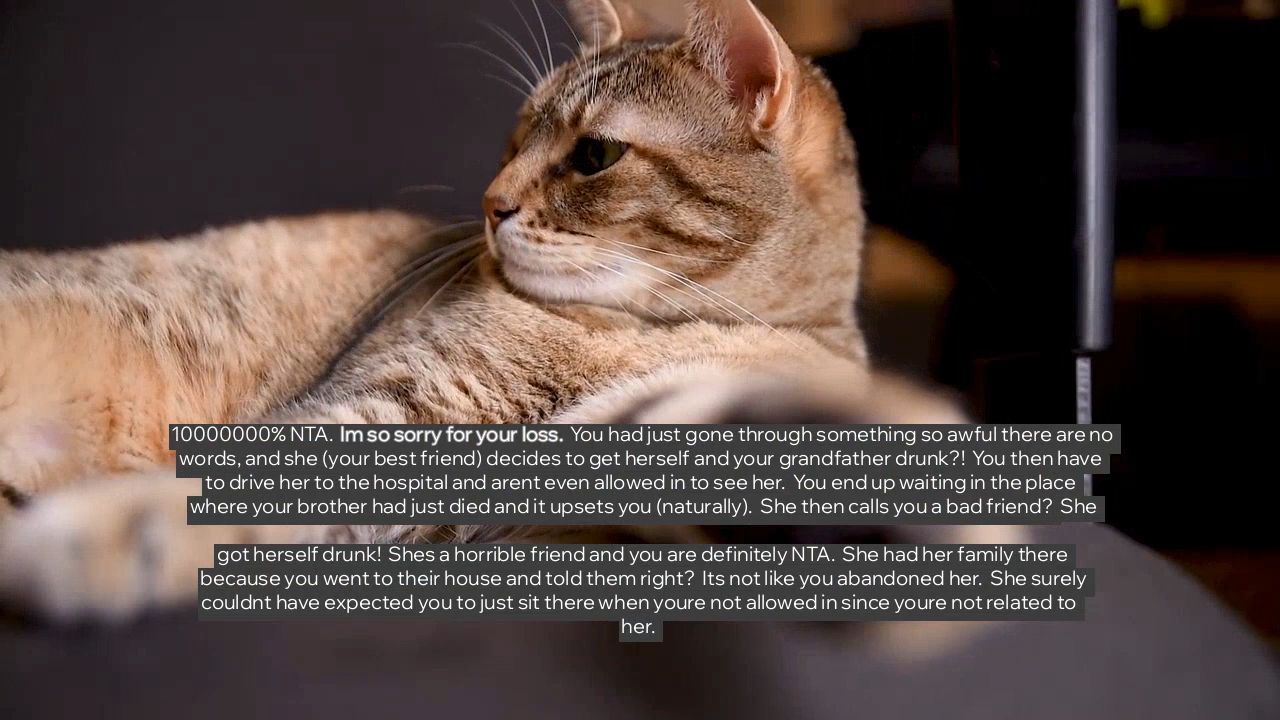 10000000% NTA. Im so sorry for your loss. You had just gone through something so awful there are no
words, and she (your best friend) decides to get herself and your grandfather drunk?! You then have
to drive her to the hospital and arent even allowed in to see her. You end up waiting in the place
where your brother had just died and it upsets you (naturally). She then calls you a bad friend? She
got herself drunk! Shes a horrible friend and you are definitely NTA. She had her family there
because you went to their house and told them right? Its not like you abandoned her. She surely
couldnt have expected you to just sit there when youre not allowed in since youre not related to
her.